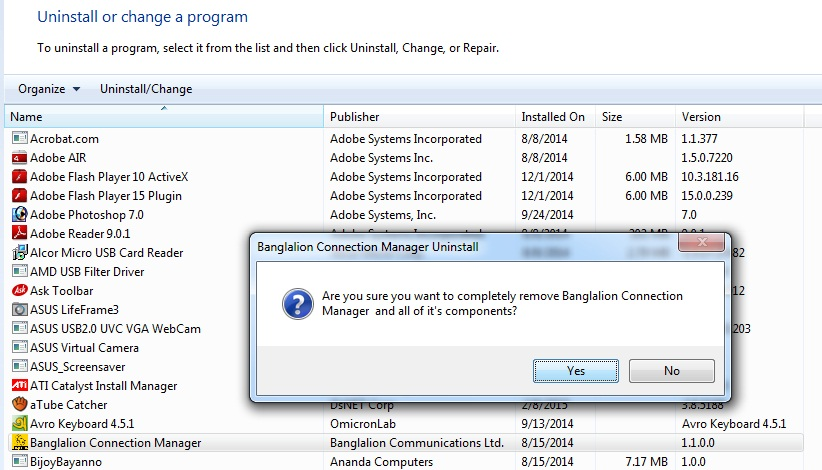 Uninstall or change a program
To uninstall a program, select it from the list and then click Uninstall, Change, or Repair.
Organize Uninstall/Change
Name Publisher Installed On Size Version
Acrobat.com Adobe Systems Incorporated 8/8/2014 1.58 MB 1.1.377
Adobe AIR Adobe Systems Inc. 8/8/2014 1.5.0.7220
Adobe Flash Player 10 ActiveX Adobe Systems Incorporated 12/1/2014 6.00 MB 10.3.181.16
Adobe Flash Player 15 Plugin Adobe Systems Incorporated 12/1/2014 6.00 MB 15.0.0.239
Adobe Photoshop 7.0 Adobe Systems, Inc. 9/24/2014 7.0
Adobe Reader 9.0.1
Alcor Micro USB Card Reader 82
AMD USB Filter Driver
Ask Toolbar 12
ASUS LifeFrame3
ASUS USB2.0 UVC VGA WebCam 203
ASUS Virtual Camera
ASUS_Screensaver
ATI Catalyst Install Manager
aTube Catcher DsNET Corp 2/8/2015 3.8.5188
Avro Keyboard 4.5.1 OmicronLab 9/13/2014 Avro Keyboard 4.5.1
Banglalion Connection Manager Banglalion Communications Ltd. 8/15/2014 1.1.0.0
BijoyBayanno Ananda Computers 8/15/2014 7.17 MB 1.0.0
Banglalion Connection Manager Uninstall
Are you sure you want to completely remove Banglalion Connection
Manager and all of it's components?
Yes No